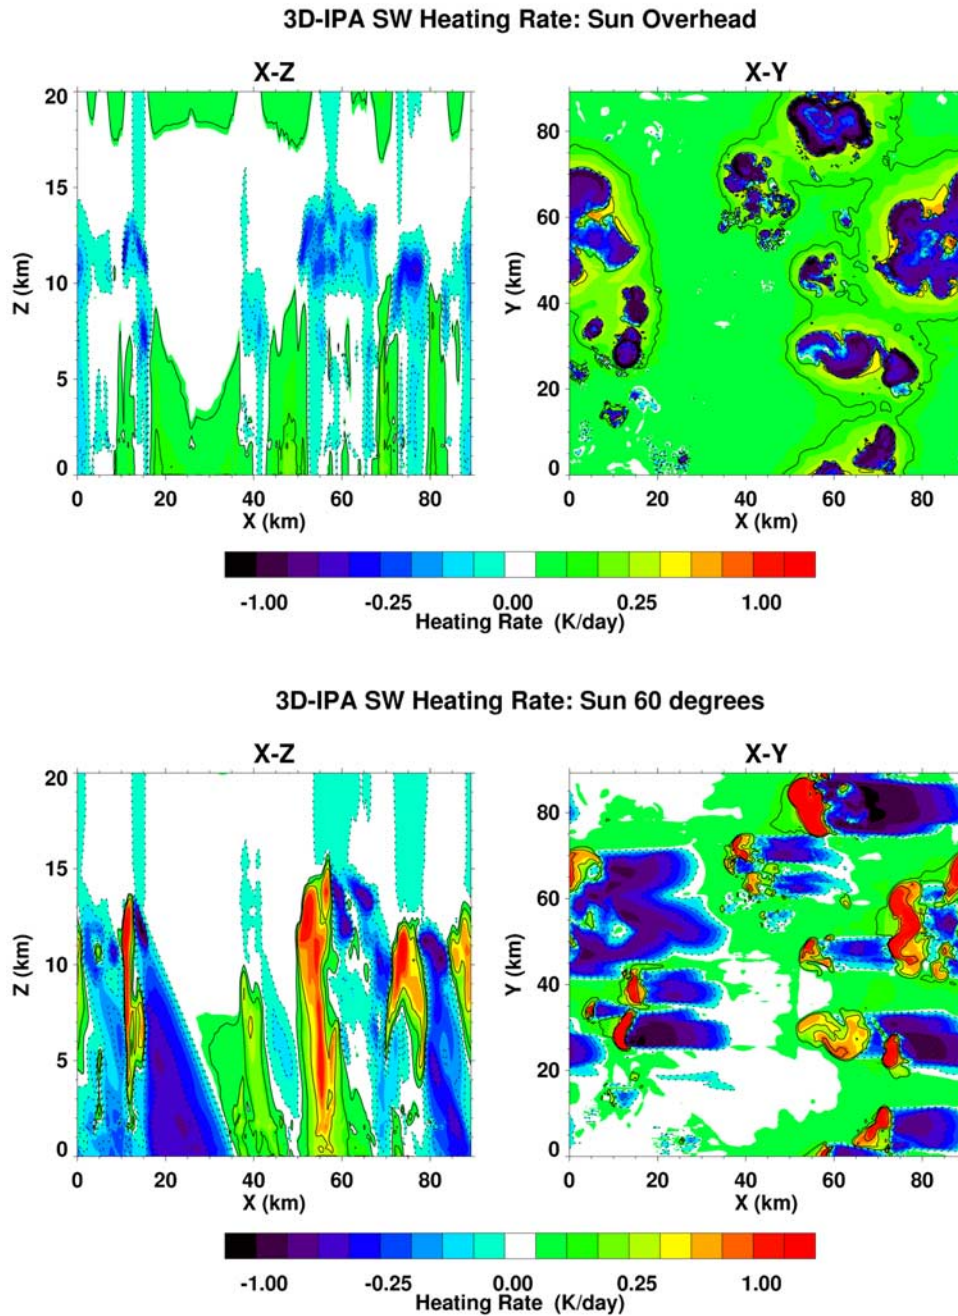 3D-IPA SW Heating Rate: Sun Overhead
X-Z
X-Y
20
15
10
5
0
Z (km)
0 20 40 60 80
X (km)
80
60
40
20
0
Y (km)
0 20 40 60 80
X (km)
-1.00 -0.25 0.00 0.25 1.00
Heating Rate (K/day)
3D-IPA SW Heating Rate: Sun 60 degrees
X-Z
X-Y
20
15
10
5
0
Z (km)
0 20 40 60 80
X (km)
80
60
40
20
0
Y (km)
0 20 40 60 80
X (km)
-1.00 -0.25 0.00 0.25 1.00
Heating Rate (K/day)